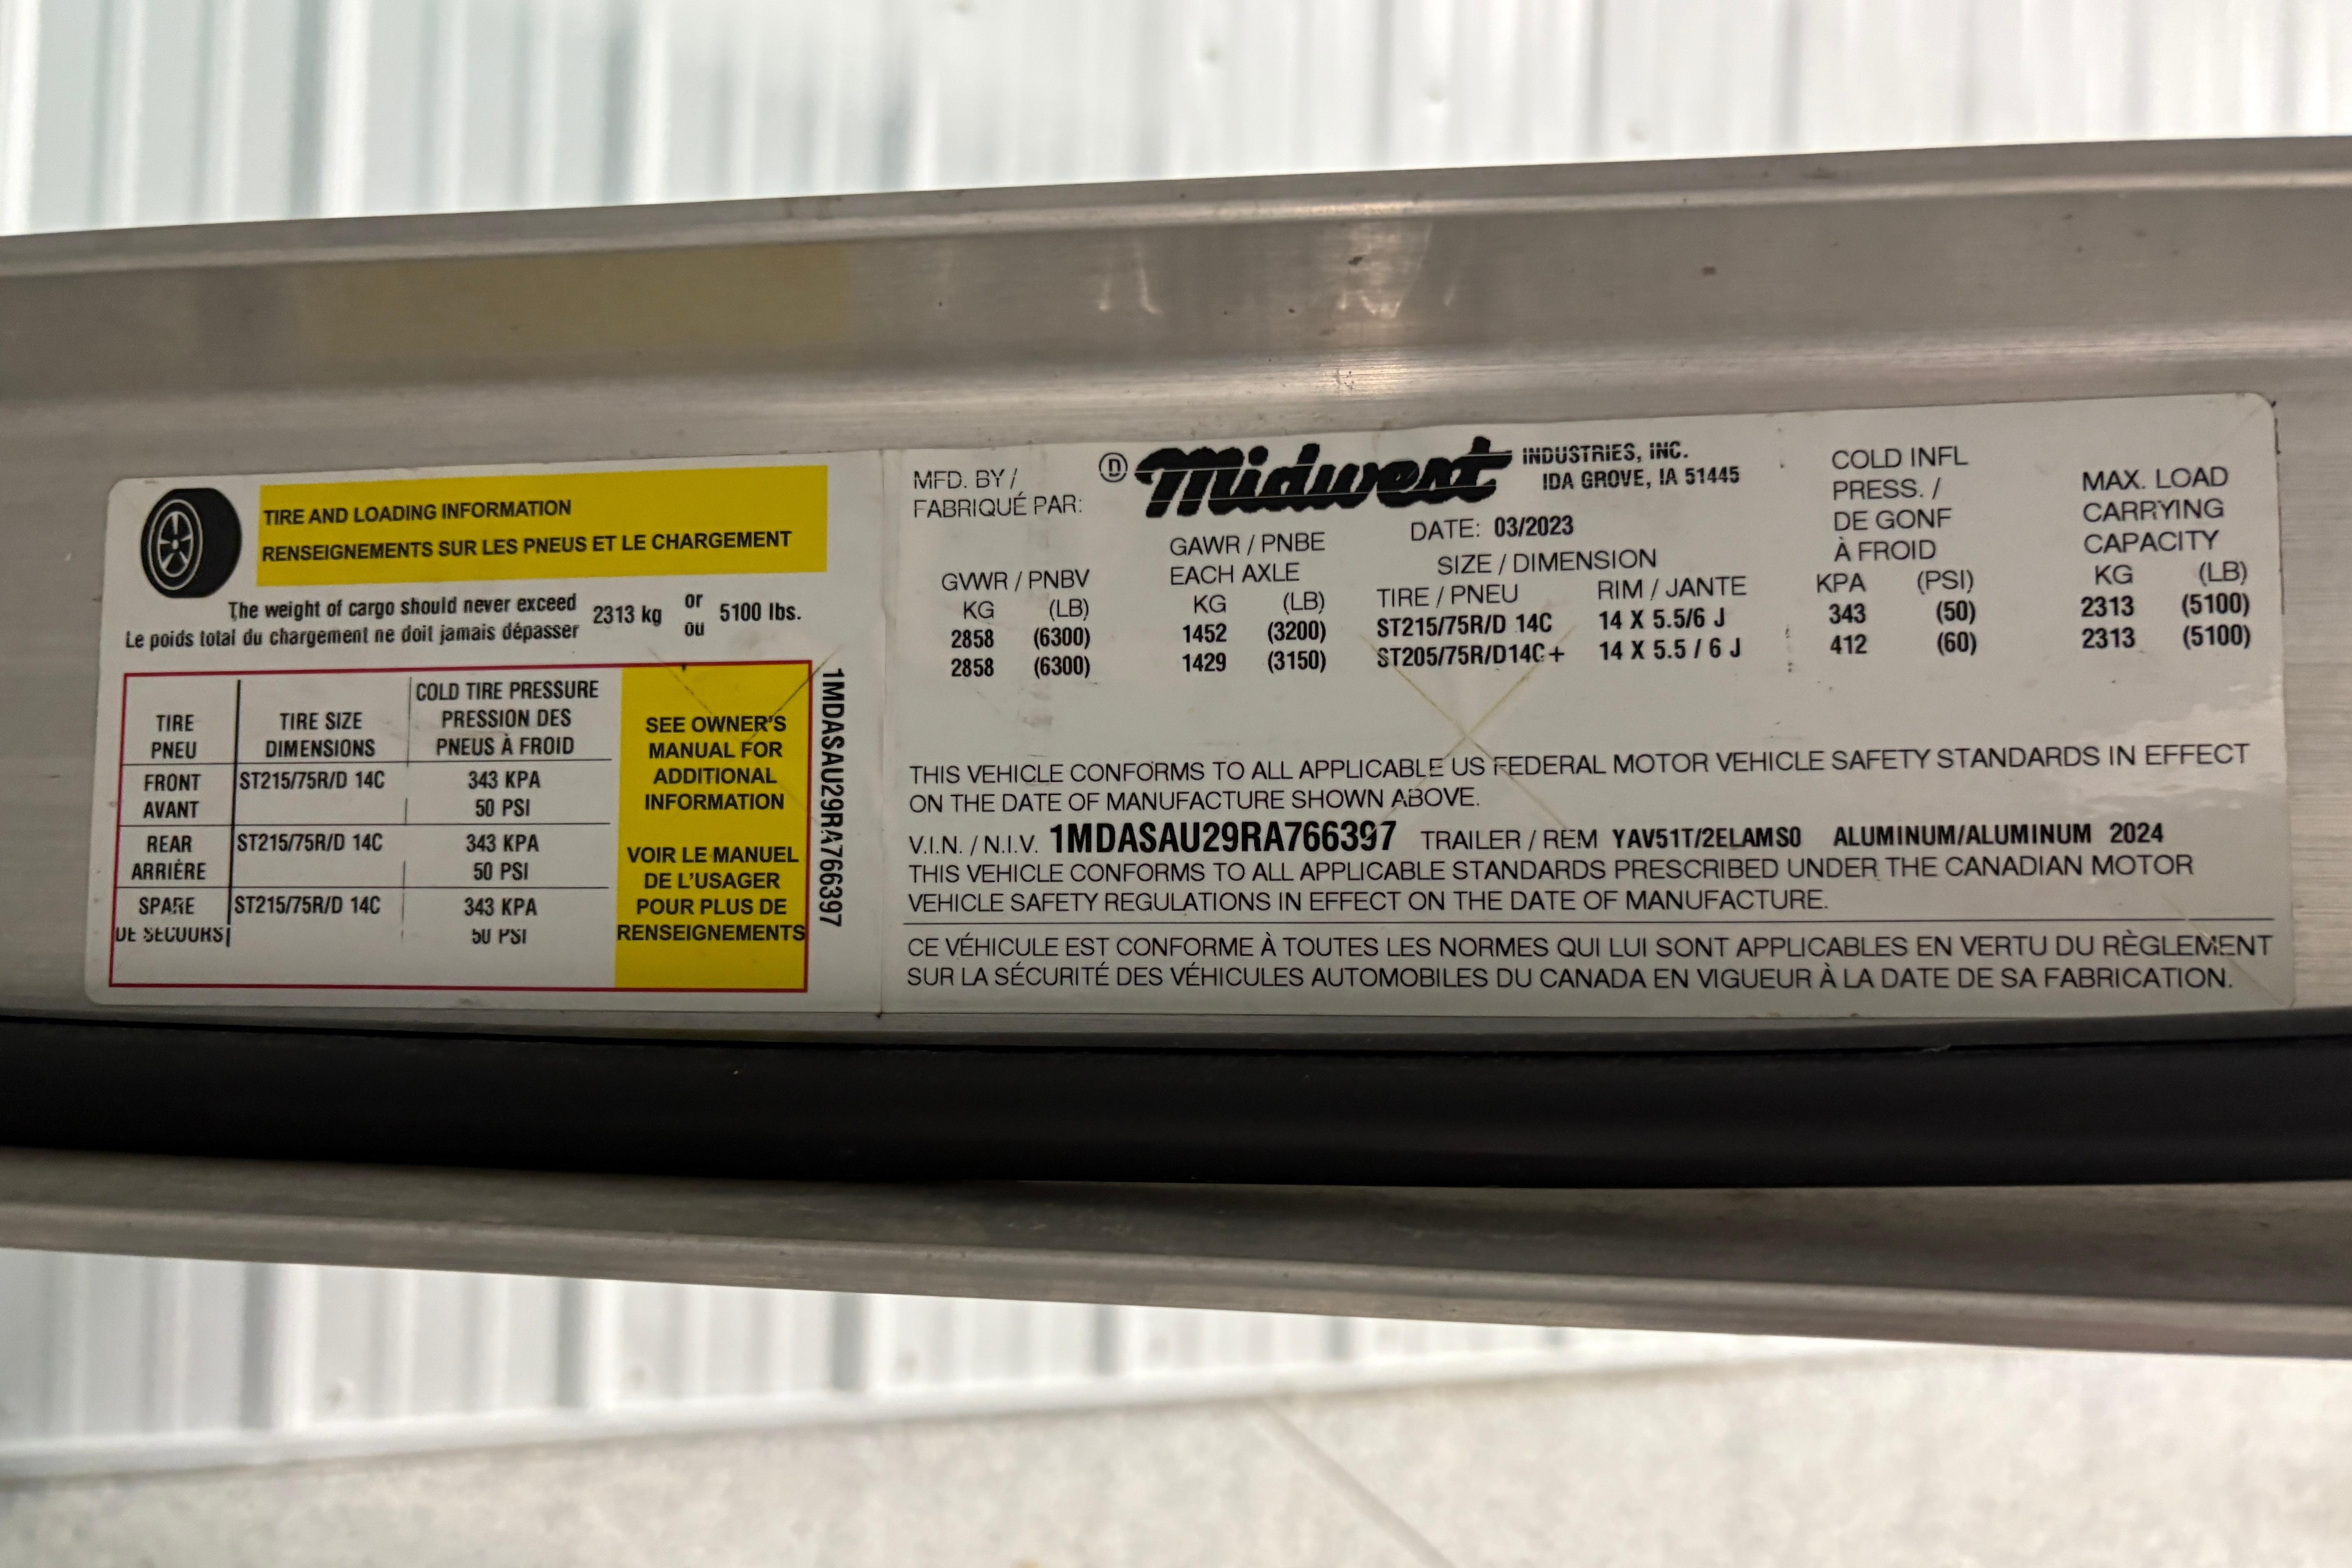 TIRE AND LOADING INFORMATION
RENSEIGNEMENTS SUR LES PNEUS ET LE CHARGEMENT
The weight of cargo should never exceed 2313 kg or 5100 lbs.
Le poids total du chargement ne doit jamais dépasser ou
TIRE TIRE SIZE COLD TIRE PRESSURE
PNEU DIMENSIONS PRESSION DES
PNEUS À FROID
FRONT ST215/75R/D 14C 343 KPA
AVANT 50 PSI
REAR ST215/75R/D 14C 343 KPA
ARRIÈRE 50 PSI
SPARE ST215/75R/D 14C 343 KPA
DE SECOURS 50 PSI
SEE OWNER'S
MANUAL FOR
ADDITIONAL
INFORMATION
VOIR LE MANUEL
DE L'USAGER
POUR PLUS DE
RENSEIGNEMENTS
1MDASAU29RA766397
MFD. BY /
FABRIQUÉ PAR:
D Midwest INDUSTRIES, INC.
IDA GROVE, IA 51445
DATE: 03/2023
GVWR / PNBV
KG (LB)
2858 (6300)
2858 (6300)
GAWR / PNBE
EACH AXLE
KG (LB)
1452 (3200)
1429 (3150)
SIZE / DIMENSION
TIRE / PNEU RIM / JANTE
ST215/75R/D 14C 14 X 5.5/6 J
ST205/75R/D14C+ 14 X 5.5 / 6 J
COLD INFL
PRESS. /
DE GONF
À FROID
KPA (PSI)
343 (50)
412 (60)
MAX. LOAD
CARRYING
CAPACITY
KG (LB)
2313 (5100)
2313 (5100)
THIS VEHICLE CONFORMS TO ALL APPLICABLE US FEDERAL MOTOR VEHICLE SAFETY STANDARDS IN EFFECT
ON THE DATE OF MANUFACTURE SHOWN ABOVE.
V.I.N. / N.I.V. 1MDASAU29RA766397 TRAILER / REM YAV51T/2ELAMS0 ALUMINUM/ALUMINUM 2024
THIS VEHICLE CONFORMS TO ALL APPLICABLE STANDARDS PRESCRIBED UNDER THE CANADIAN MOTOR
VEHICLE SAFETY REGULATIONS IN EFFECT ON THE DATE OF MANUFACTURE.
CE VÉHICULE EST CONFORME À TOUTES LES NORMES QUI LUI SONT APPLICABLES EN VERTU DU RÈGLEMENT
SUR LA SÉCURITÉ DES VÉHICULES AUTOMOBILES DU CANADA EN VIGUEUR À LA DATE DE SA FABRICATION.